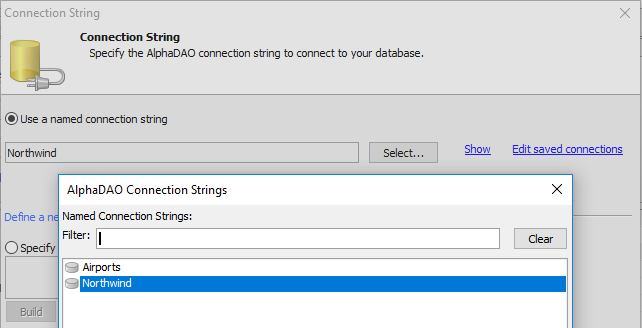 Connection String
Connection String
Specify the AlphaDAO connection string to connect to your database.
Use a named connection string
Northwind
Select...
Show
Edit saved connections
AlphaDAO Connection Strings
Named Connection Strings:
Define a ne
Filter:
Clear
Specify
Airports
Northwind
Build